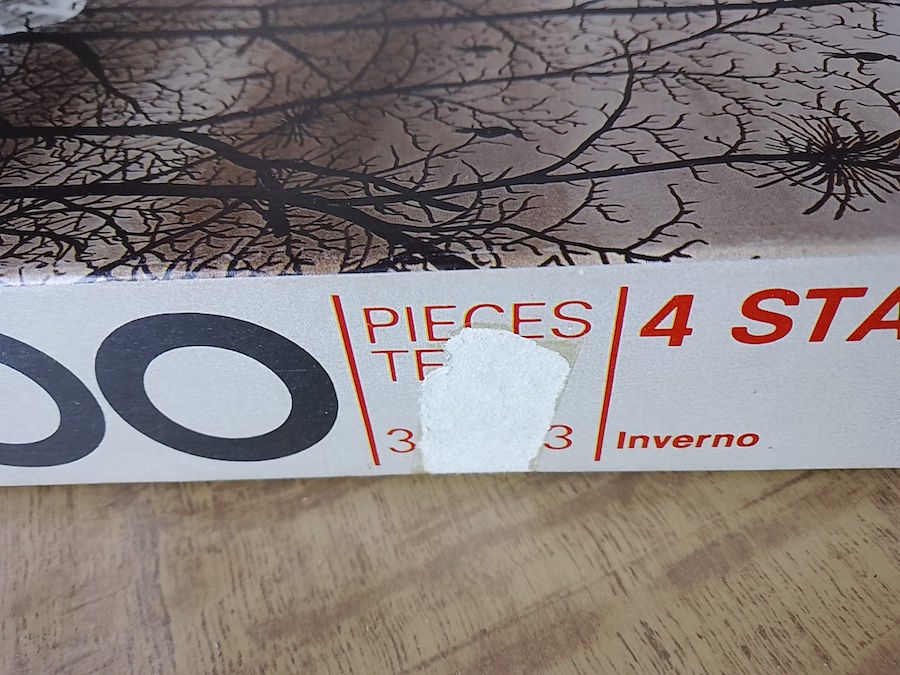 00
PIECES
4 STA
Inverno